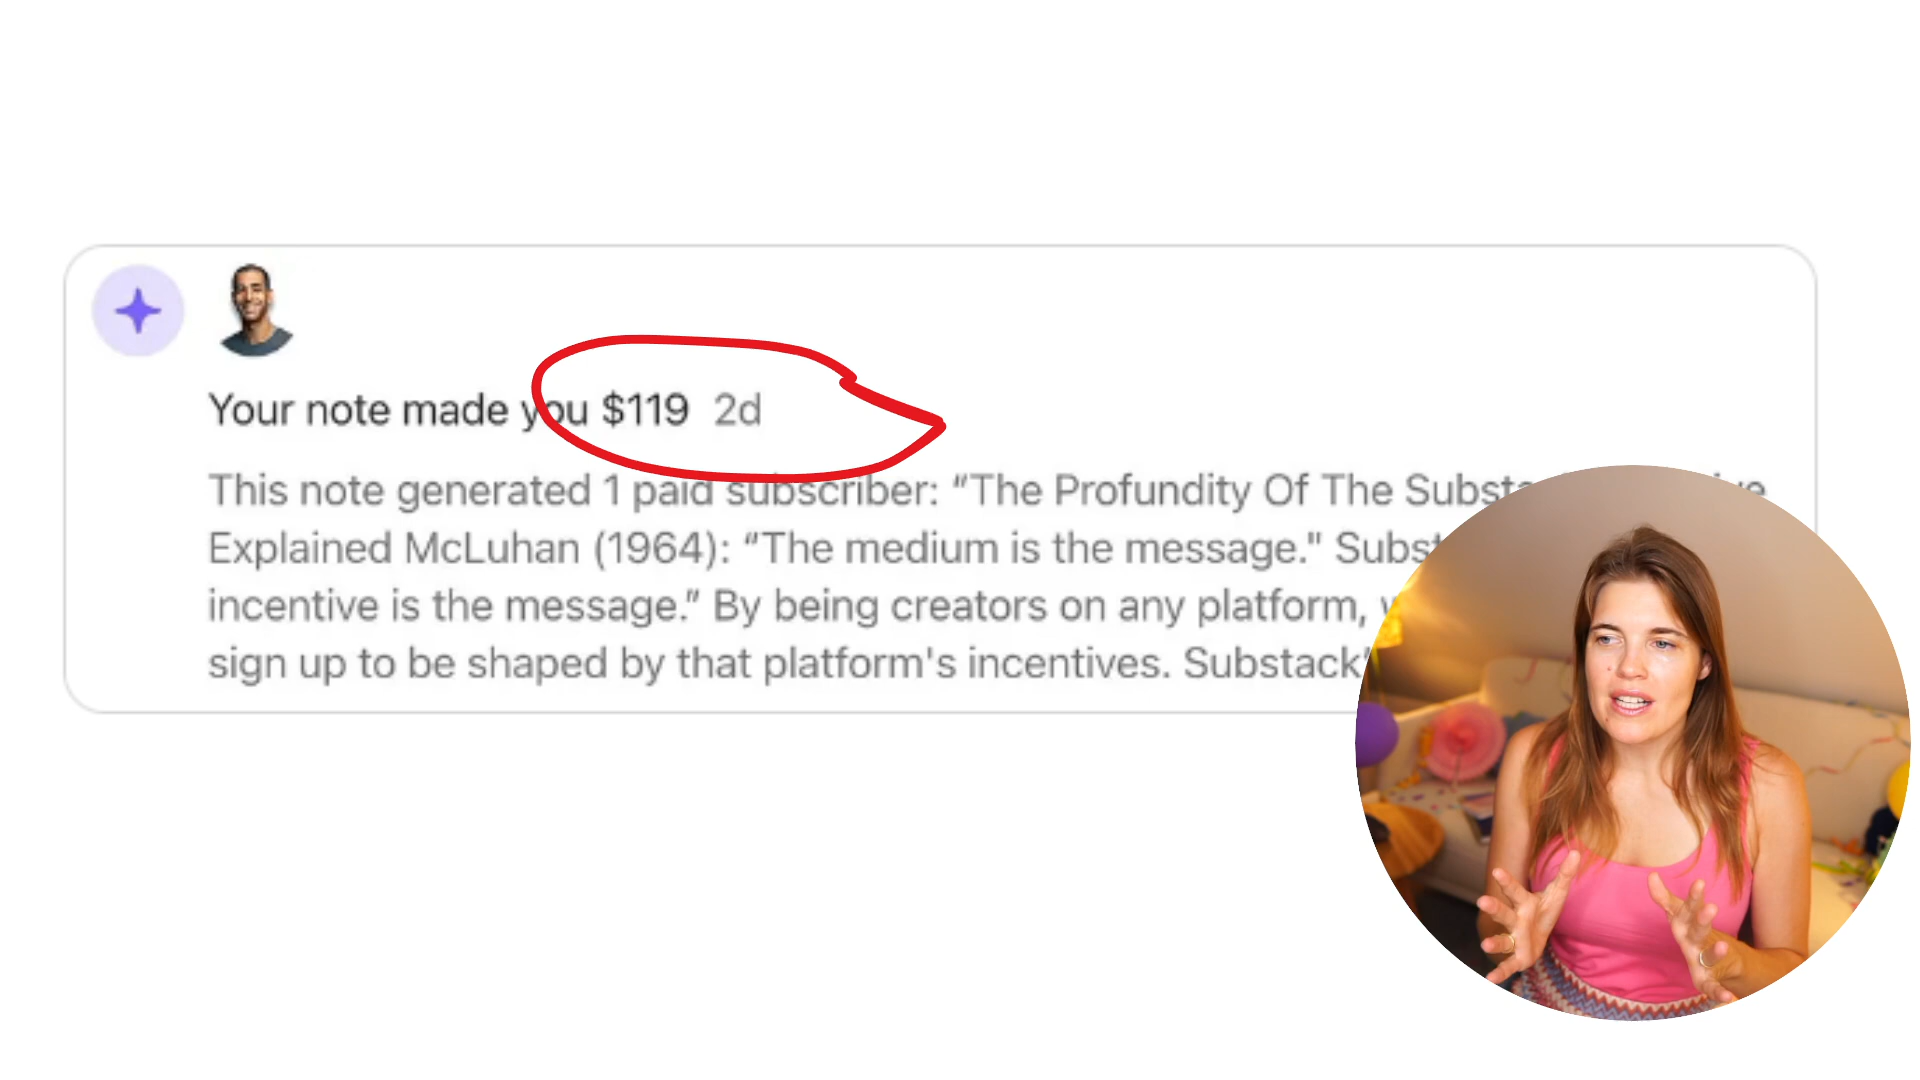 Your note made you $119 2d
This note generated 1 paid subscriber: “The Profundity Of The
Explained McLuhan (1964): “The medium is the message." 
incentive is the message.” By being creators on any platform,
sign up to be shaped by that platform's incentives. Substack'